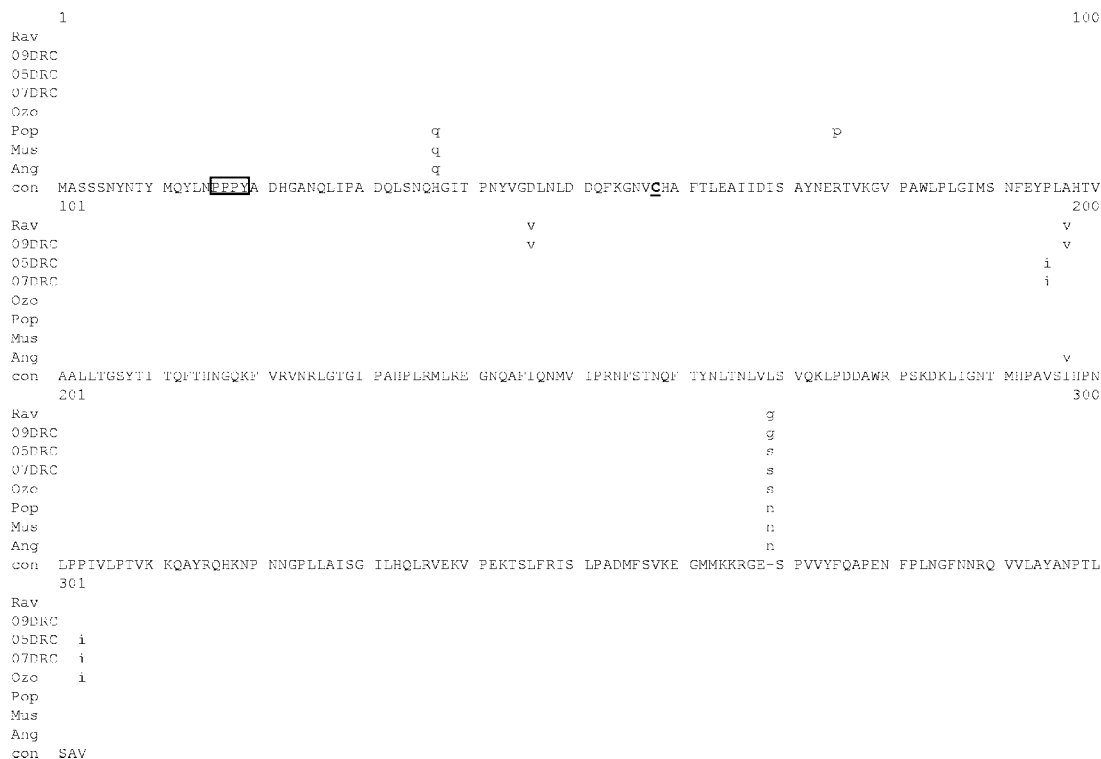 1 100
Rav
09DRC
05DRC
07DRC
Ozo
Pop q p
Mus q
Ang q
con MASSSNYNTY MQYLNPPPYA DHGANQLIPA DQLSNQHGIT PNYVGDLNLD DQFKGNVCHA FTLEAIIDIS AYNERTVKGV PAWLPLGIMS NFEYPLAHTV
101 200
Rav v v
09DRC v v
05DRC i
07DRC i
Ozo
Pop
Mus
Ang v
con AALLTGSYTI TQFTHNGQKF VRVNRLGTGI PAHPLRMLRE GNQAFIQNMV IPRNFSTNQF TYNLTNLVLS VQKLPDDAWR PSKDKLIGNT MHPAVSIHPN
201 300
Rav g
09DRC g
05DRC s
07DRC s
Ozo s
Pop n
Mus n
Ang n
con LPPIVLPTVK KQAYRQHKNP NNGPLLAISG ILHQLRVEKV PEKTSLFRIS LPADMFSVKE GMMKKRGE-S PVVYFQAPEN FPLNGFNNRQ VVLAYANPTL
301
Rav
09DRC
05DRC i
07DRC i
Ozo i
Pop
Mus
Ang
con SAV